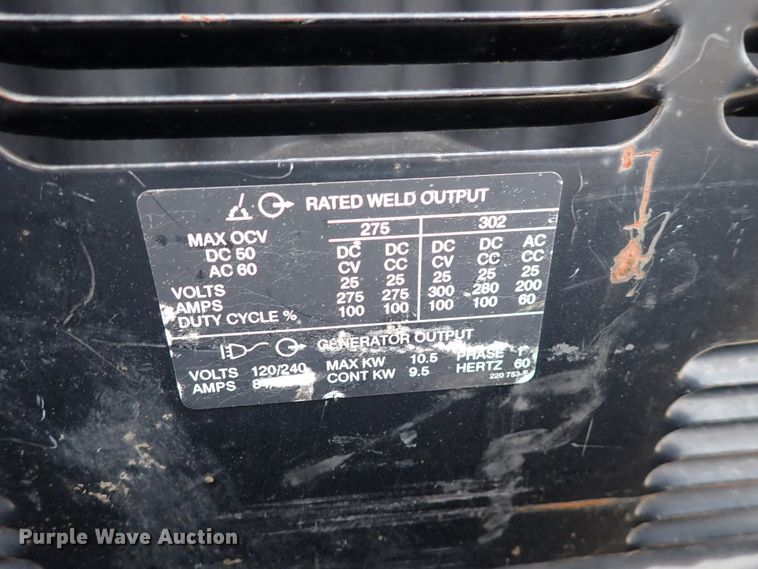 RATED WELD OUTPUT
275 302
MAX OCV
DC 50
AC 60
DC DC DC DC AC
CV CC CV CC CC
VOLTS 25 25 25 25 25
AMPS 275 275 300 280 200
DUTY CYCLE % 100 100 100 100 60
GENERATOR OUTPUT
VOLTS 120/240 MAX KW 10.5 PHASE 1
AMPS CONT KW 9.5 HERTZ 60
220 753-
Purple Wave Auction